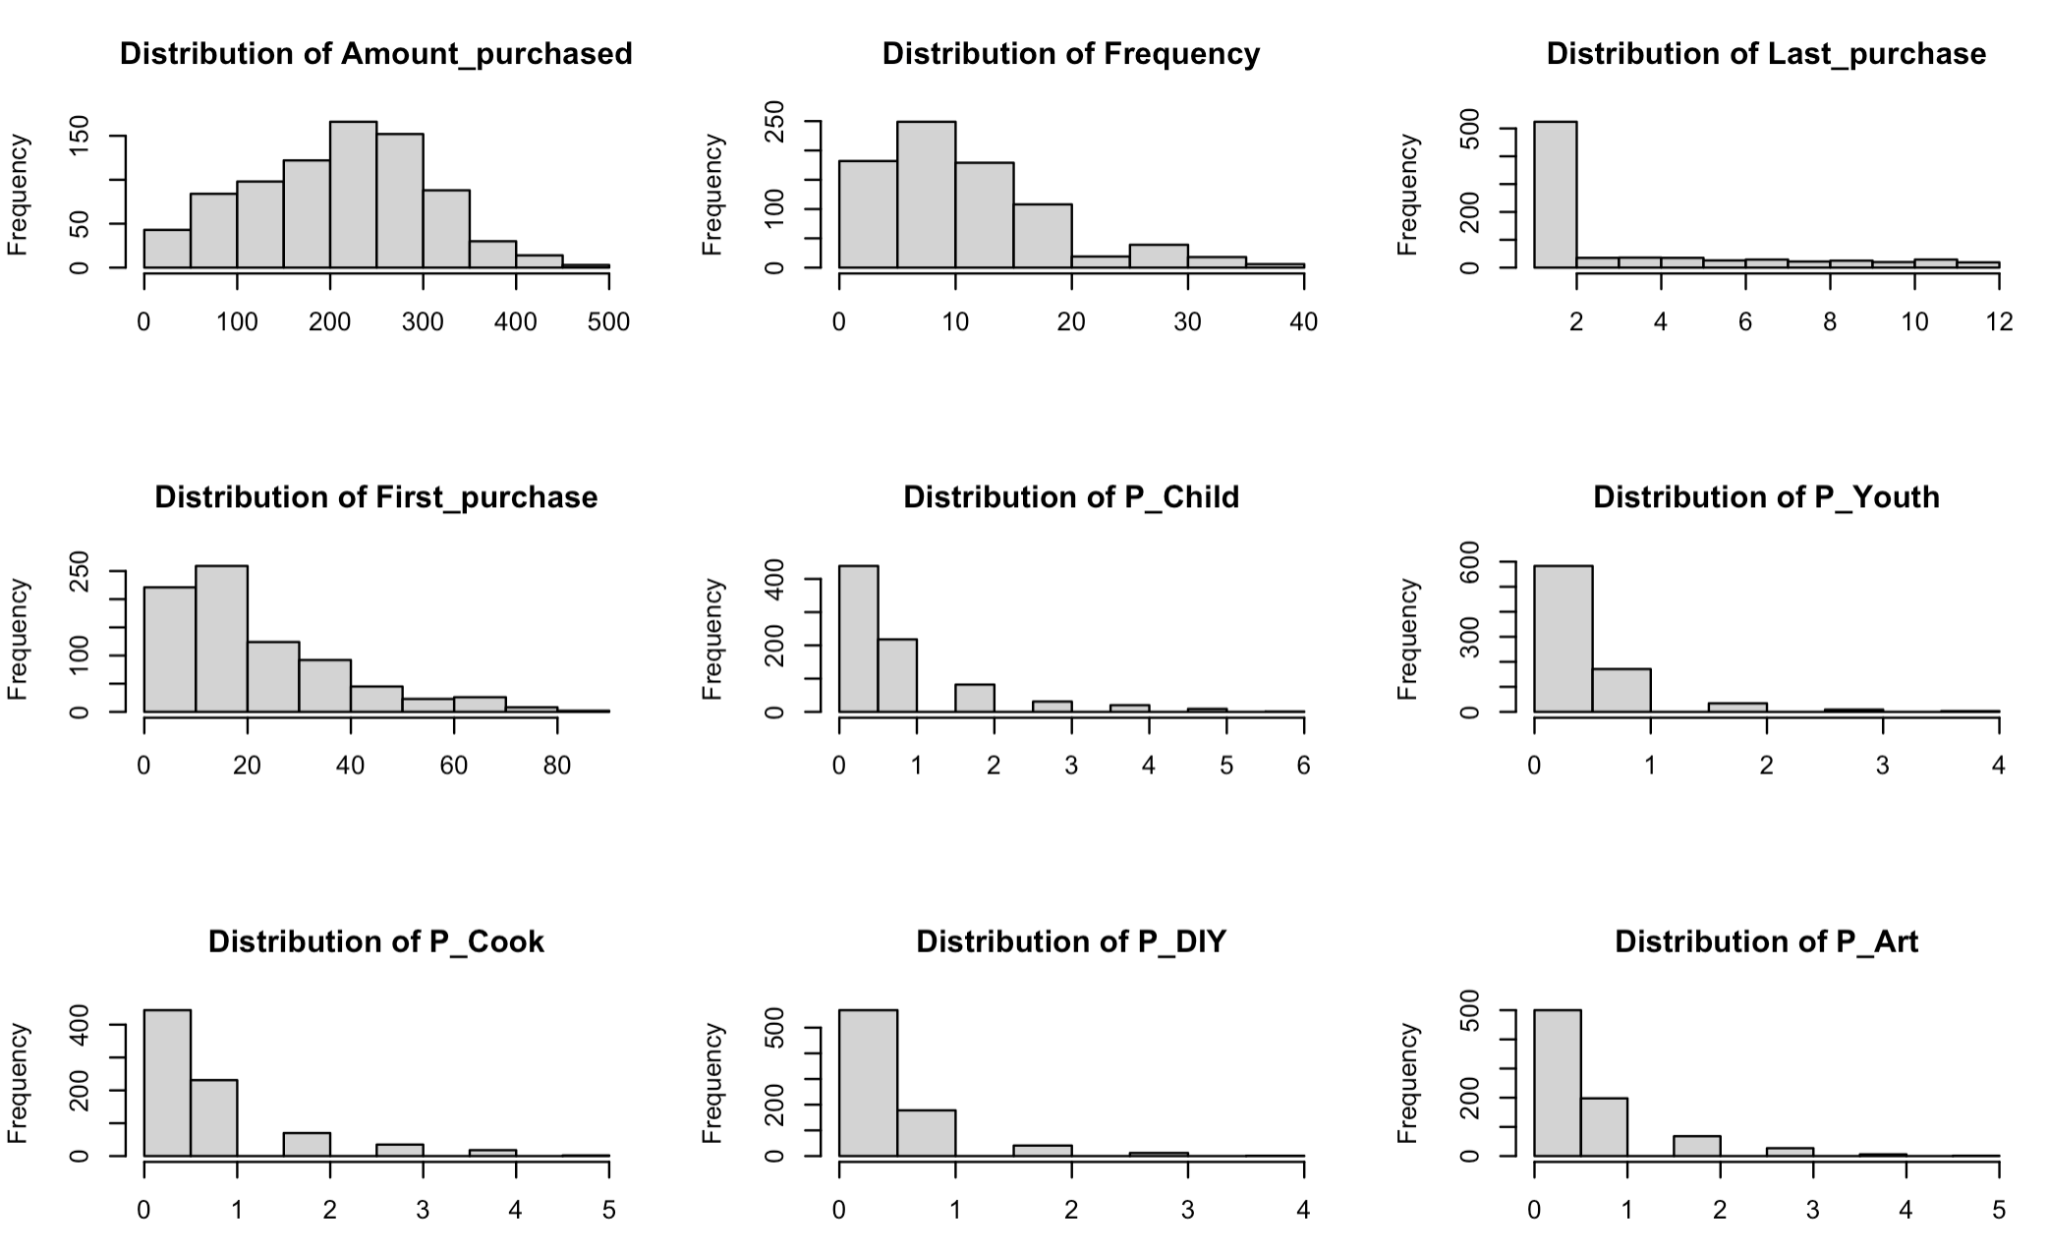 Distribution of Amount_purchased
Frequency
0 50 150
0 100 200 300 400 500
Distribution of Frequency
Frequency
0 100 250
0 10 20 30 40
Distribution of Last_purchase
Frequency
0 200 500
2 4 6 8 10 12
Distribution of First_purchase
Frequency
0 100 250
0 20 40 60 80
Distribution of P_Child
Frequency
0 200 400
0 1 2 3 4 5 6
Distribution of P_Youth
Frequency
0 300 600
0 1 2 3 4
Distribution of P_Cook
Frequency
0 200 400
0 1 2 3 4 5
Distribution of P_DIY
Frequency
0 200 500
0 1 2 3 4
Distribution of P_Art
Frequency
0 200 500
0 1 2 3 4 5